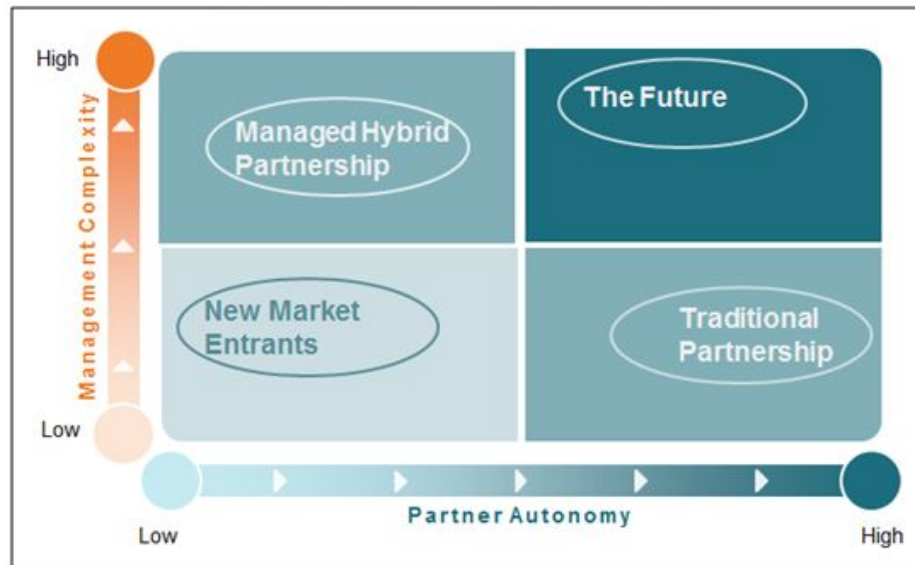 High
Managed Hybrid
Partnership
The Future
Management Complexity
New Market
Entrants
Traditional
Partnership
Low
Partner Autonomy
Low
High